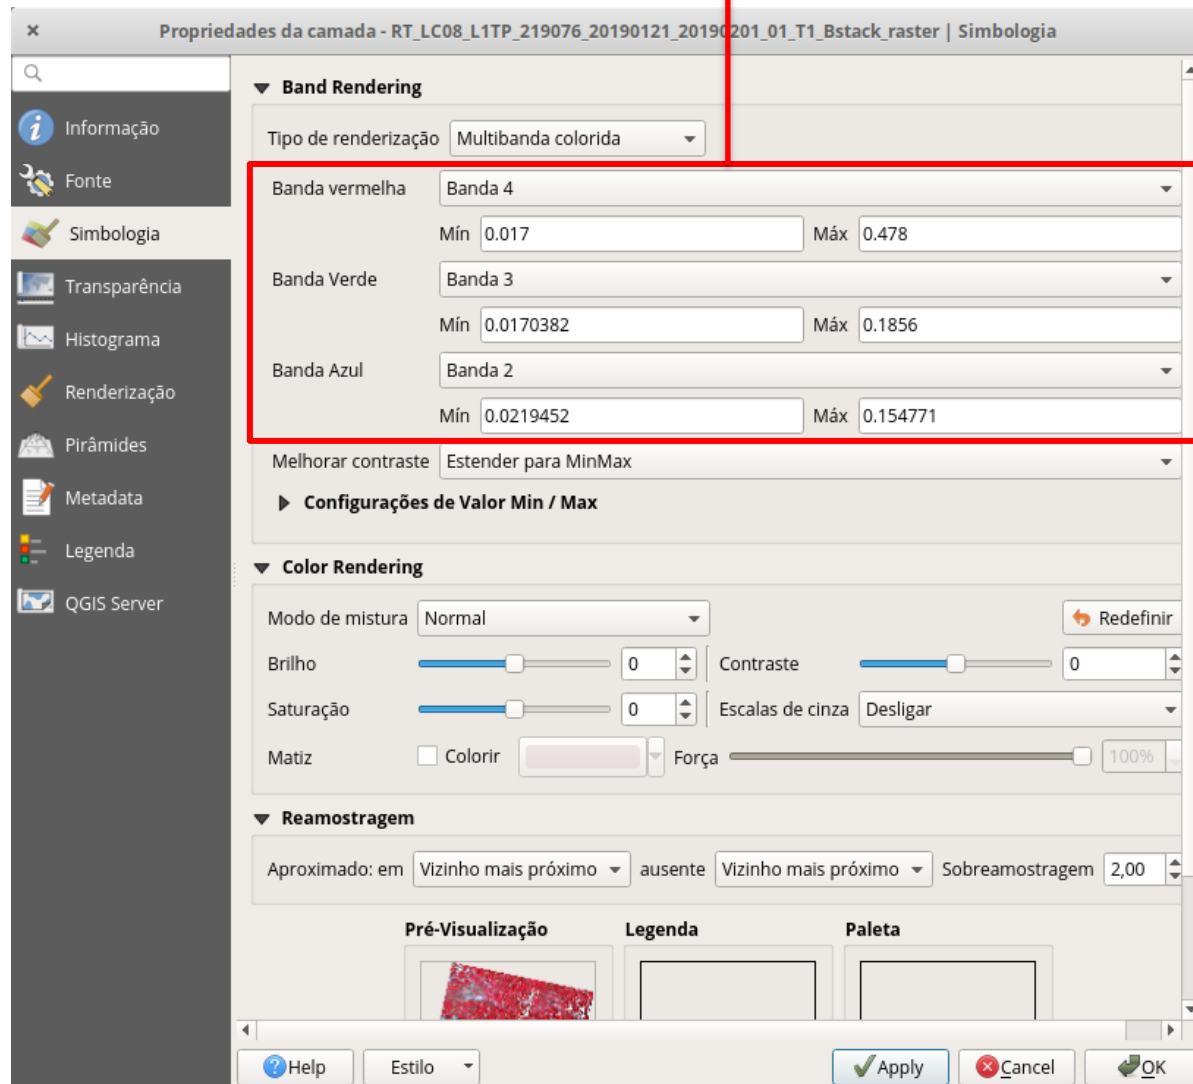 Propriedades da camada - RT_LC08_L1TP_219076_20190121_20190201_01_T1_Bstack_raster | Simbologia
Informação
Fonte
Simbologia
Transparência
Histograma
Renderização
Pirâmides
Metadata
Legenda
QGIS Server
Band Rendering
Tipo de renderização Multibanda colorida
Banda vermelha Banda 4
Mín 0.017 Máx 0.478
Banda Verde Banda 3
Mín 0.0170382 Máx 0.1856
Banda Azul Banda 2
Mín 0.0219452 Máx 0.154771
Melhorar contraste Estender para MinMax
Configurações de Valor Min / Max
Color Rendering
Modo de mistura Normal Redefinir
Brilho 0 Contraste 0
Saturação 0 Escalas de cinza Desligar
Matiz Colorir Força 100%
Reamostragem
Aproximado: em Vizinho mais próximo ausente Vizinho mais próximo Sobreamostragem 2,00
Pré-Visualização Legenda Paleta
Help Estilo Apply Cancel OK